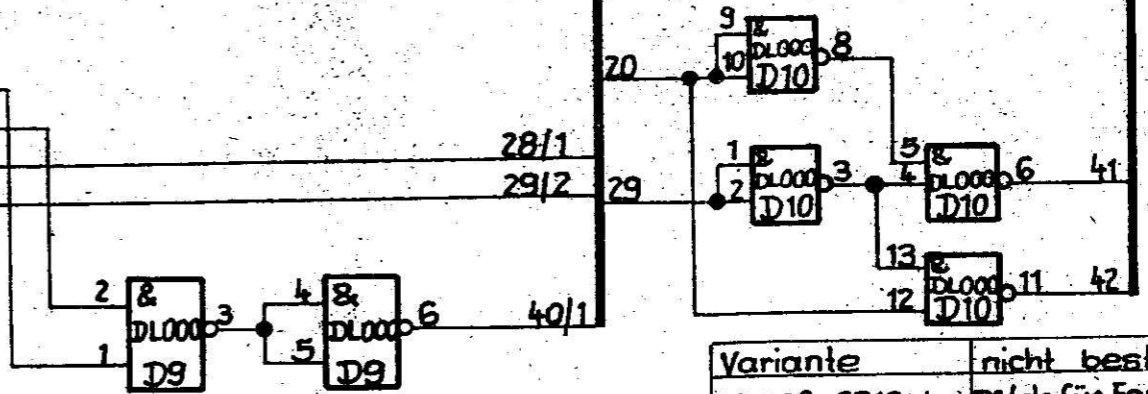 9 & 8
10 DL000
D10
20
28/1
1 & 3
2 DL000
D10
5 & 6 41
4 DL000
D10
29/2
29
13 & 11 42
12 DL000
D10
2 & 3
1 DL000
D9
4 & 6 40/1
5 DL000
D9
Variante nicht